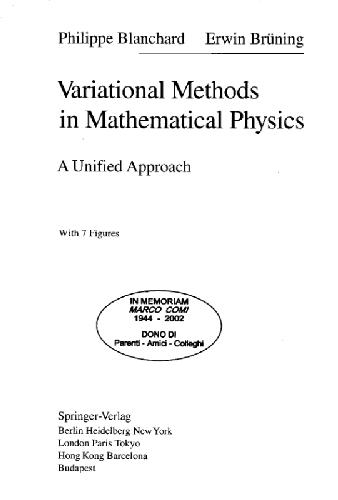 Philippe Blanchard Erwin Brüning
Variational Methods
in Mathematical Physics
A Unified Approach
With 7 Figures
IN MEMORIAM
MARCO COMI
1944 - 2002
DONO DI
Parenti - Amici - Colleghi
Springer-Verlag
Berlin Heidelberg New York
London Paris Tokyo
Hong Kong Barcelona
Budapest